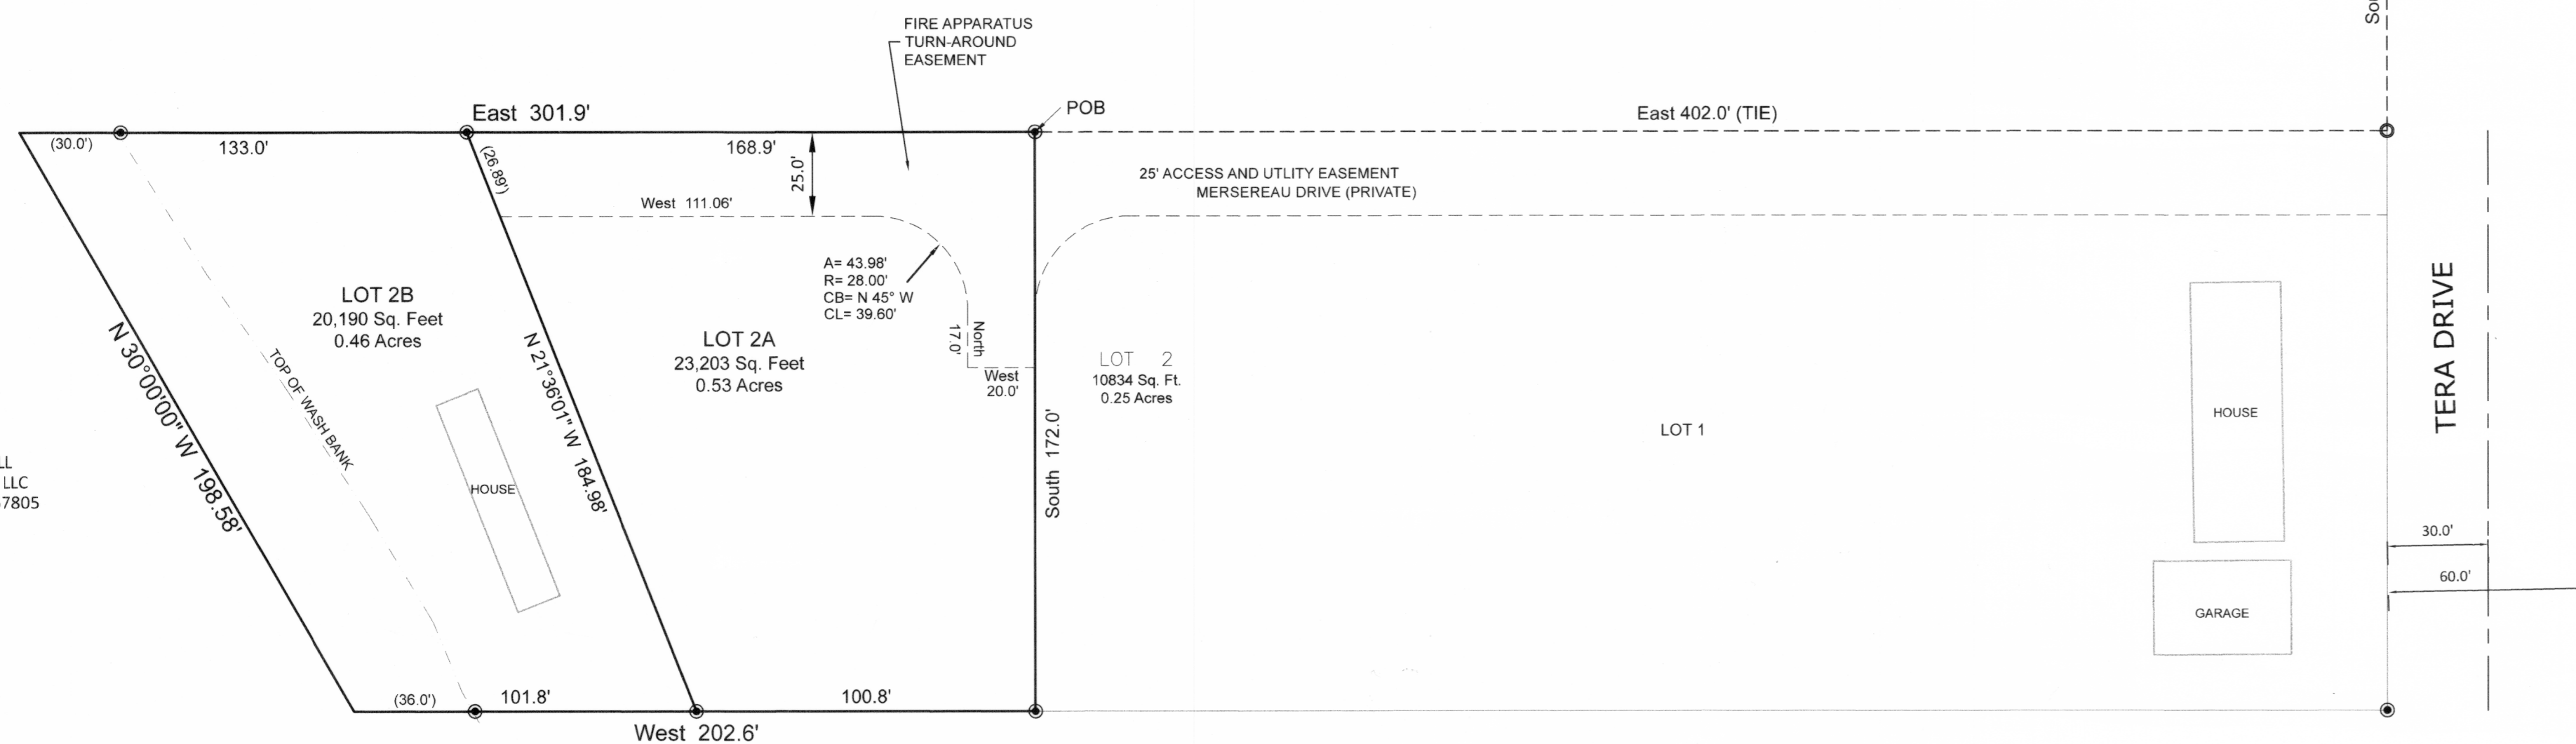 FIRE APPARATUS
TURN-AROUND
EASEMENT
Sou
East 301.9'
POB
East 402.0' (TIE)
(30.0')
133.0'
(26.89')
168.9'
25.0'
25' ACCESS AND UTLITY EASEMENT
MERSEREAU DRIVE (PRIVATE)
West 111.06'
A= 43.98'
R= 28.00'
CB= N 45° W
CL= 39.60'
LOT 2B
20,190 Sq. Feet
0.46 Acres
N 30°00'00" W 198.58'
TOP OF WASH BANK
HOUSE
N 21°36'01" W 184.98'
LOT 2A
23,203 Sq. Feet
0.53 Acres
North
17.0'
West
20.0'
South 172.0'
LOT 2
10834 Sq. Ft.
0.25 Acres
LOT 1
HOUSE
GARAGE
TERA DRIVE
30.0'
60.0'
LL
LLC
7805
(36.0')
101.8'
100.8'
West 202.6'